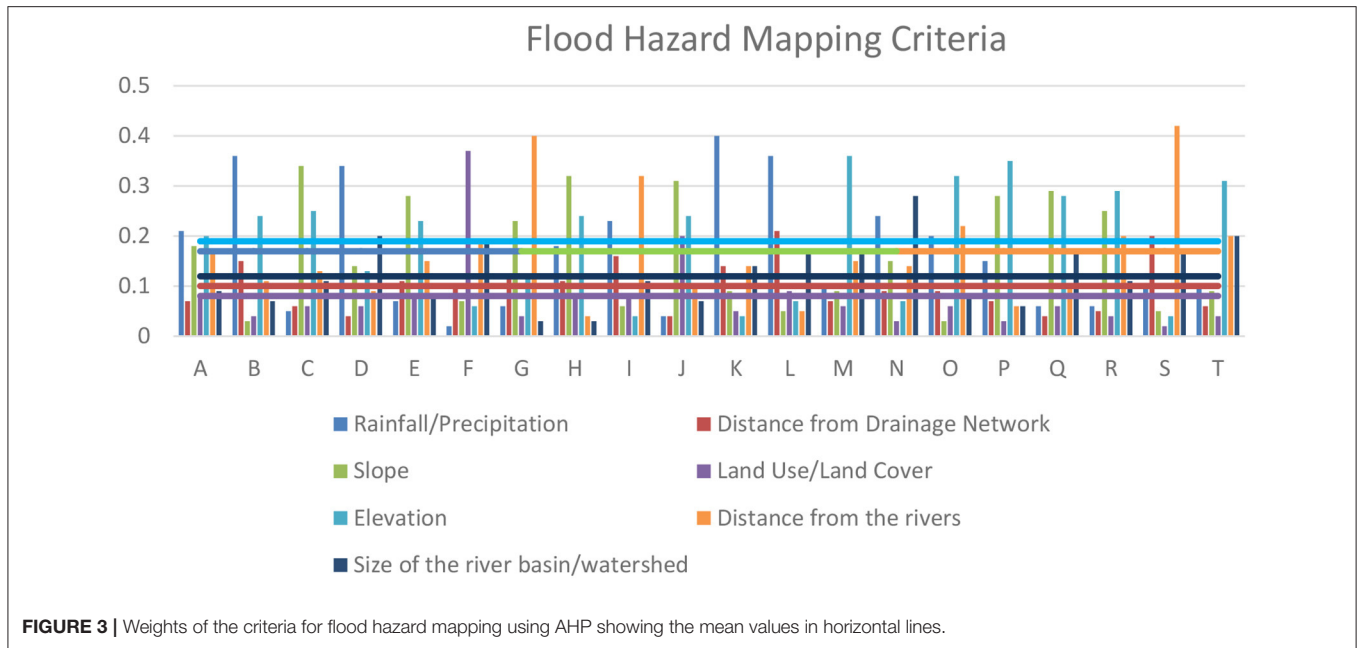 Flood Hazard Mapping Criteria
0.5
0.4
0.3
0.2
0.1
0
A B C D E F G H I J K L M N O P Q R S T
Rainfall/Precipitation Distance from Drainage Network
Slope Land Use/Land Cover
Elevation Distance from the rivers
Size of the river basin/watershed
FIGURE 3 | Weights of the criteria for flood hazard mapping using AHP showing the mean values in horizontal lines.